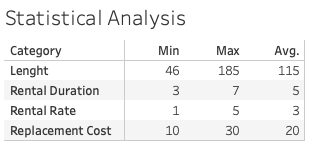 Statistical Analysis
Category Min Max Avg.
Lenght 46 185 115
Rental Duration 3 7 5
Rental Rate 1 5 3
Replacement Cost 10 30 20